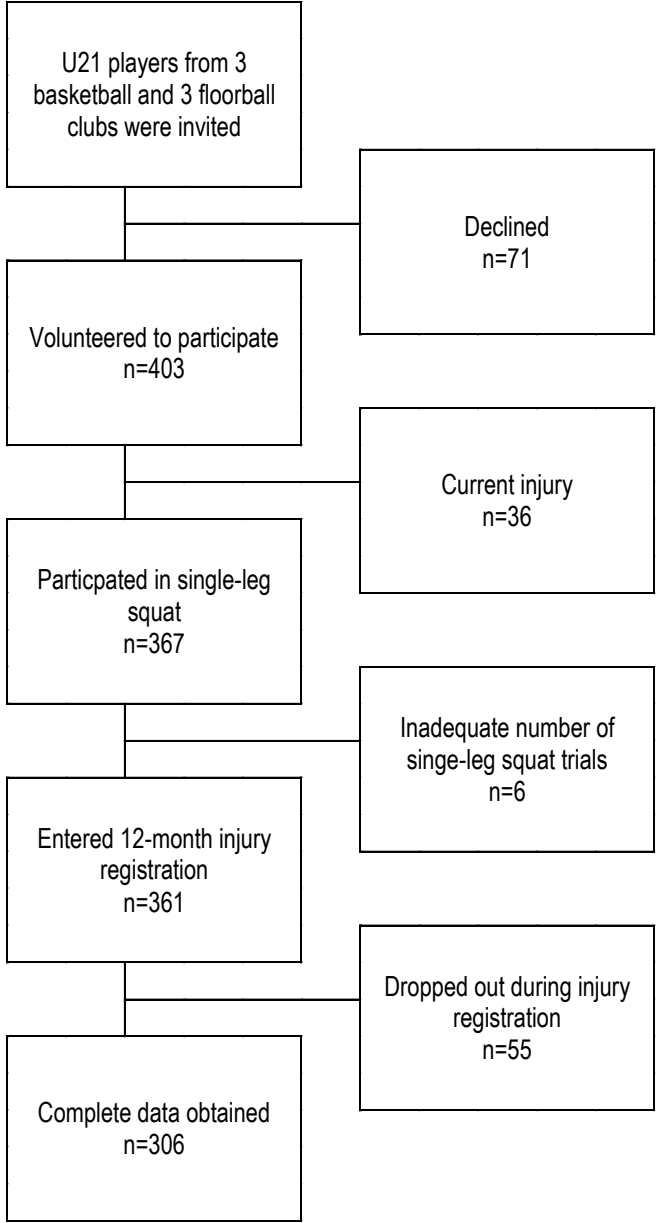 U21 players from 3
basketball and 3 floorball
clubs were invited
Declined
n=71
Volunteered to participate
n=403
Current injury
n=36
Particpated in single-leg
squat
n=367
Inadequate number of
singe-leg squat trials
n=6
Entered 12-month injury
registration
n=361
Dropped out during injury
registration
n=55
Complete data obtained
n=306